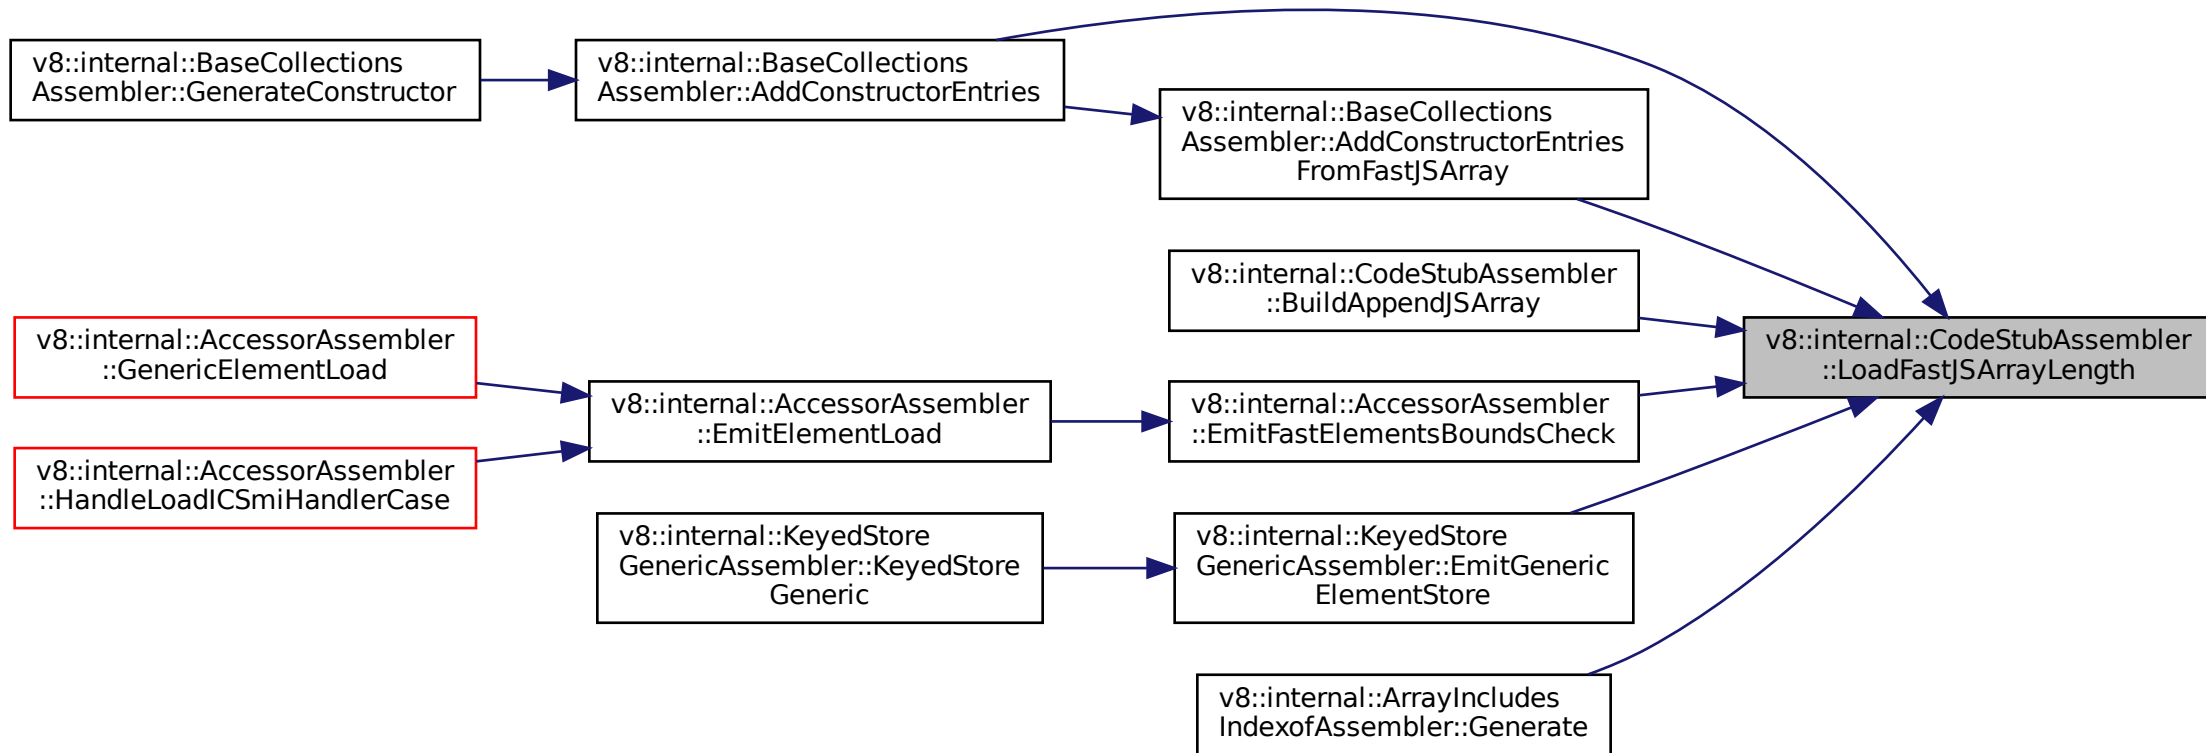 v8::internal::BaseCollections
Assembler::GenerateConstructor
v8::internal::BaseCollections
Assembler::AddConstructorEntries
v8::internal::BaseCollections
Assembler::AddConstructorEntries
FromFastJSArray
v8::internal::CodeStubAssembler
::BuildAppendJSArray
v8::internal::CodeStubAssembler
::LoadFastJSArrayLength
v8::internal::AccessorAssembler
::GenericElementLoad
v8::internal::AccessorAssembler
::EmitElementLoad
v8::internal::AccessorAssembler
::EmitFastElementsBoundsCheck
v8::internal::AccessorAssembler
::HandleLoadICSmiHandlerCase
v8::internal::KeyedStore
GenericAssembler::KeyedStore
Generic
v8::internal::KeyedStore
GenericAssembler::EmitGeneric
ElementStore
v8::internal::ArrayIncludes
IndexofAssembler::Generate